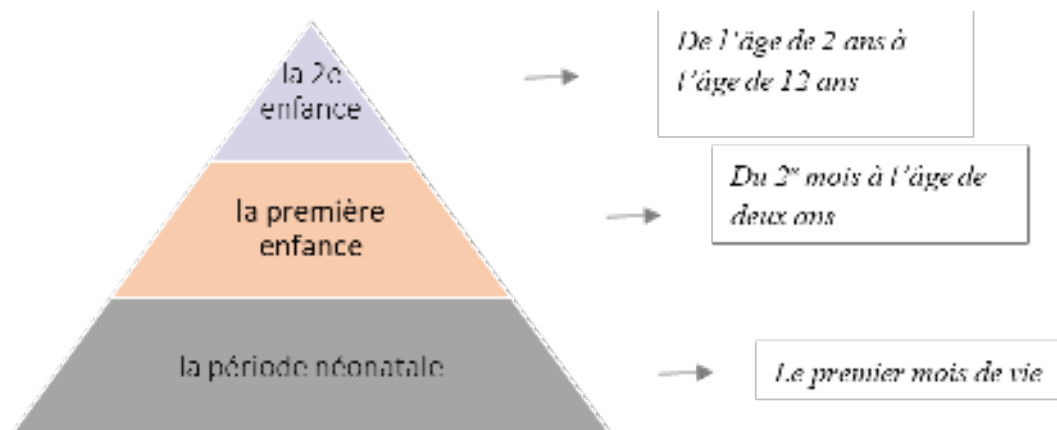 la 2e
enfance
De l'âge de 2 ans à
l'âge de 12 ans
la première
enfance
Du 2e mois à l'âge de
deux ans
la période néonatale
Le premier mois de vie